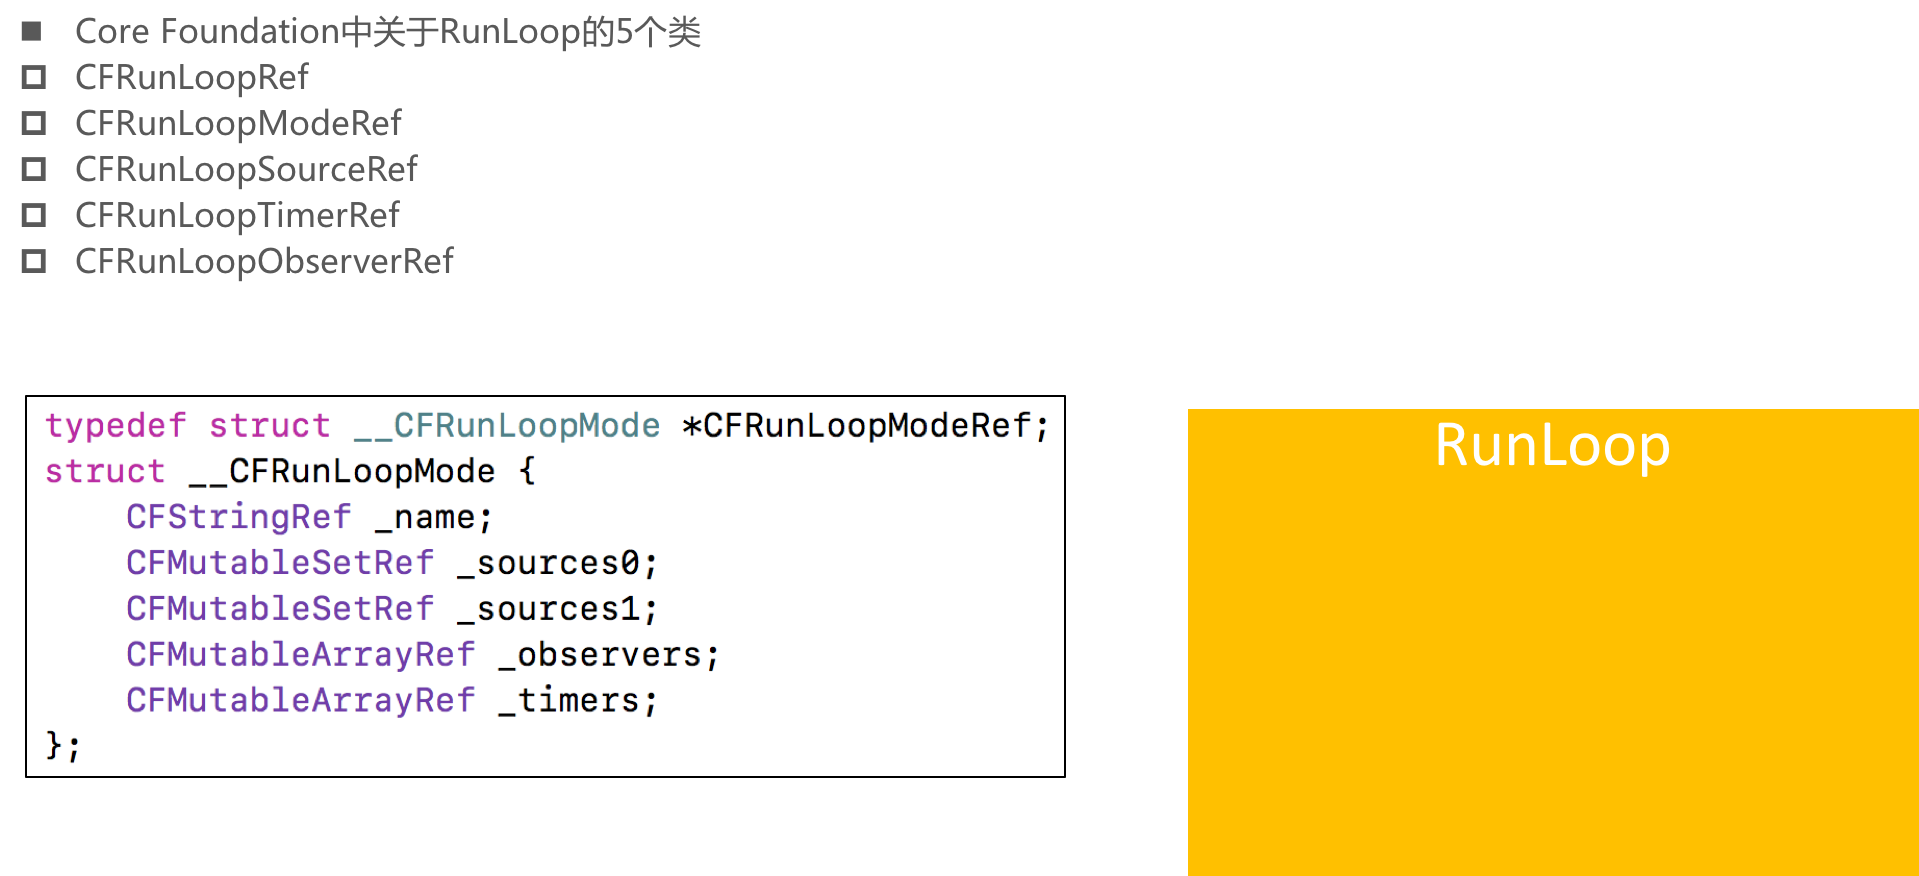 Core Foundation中关于RunLoop的5个类
CFRunLoopRef
CFRunLoopModeRef
CFRunLoopSourceRef
CFRunLoopTimerRef
CFRunLoopObserverRef
typedef struct __CFRunLoopMode *CFRunLoopModeRef;
struct __CFRunLoopMode {
    CFStringRef _name;
    CFMutableSetRef _sources0;
    CFMutableSetRef _sources1;
    CFMutableArrayRef _observers;
    CFMutableArrayRef _timers;
};
RunLoop